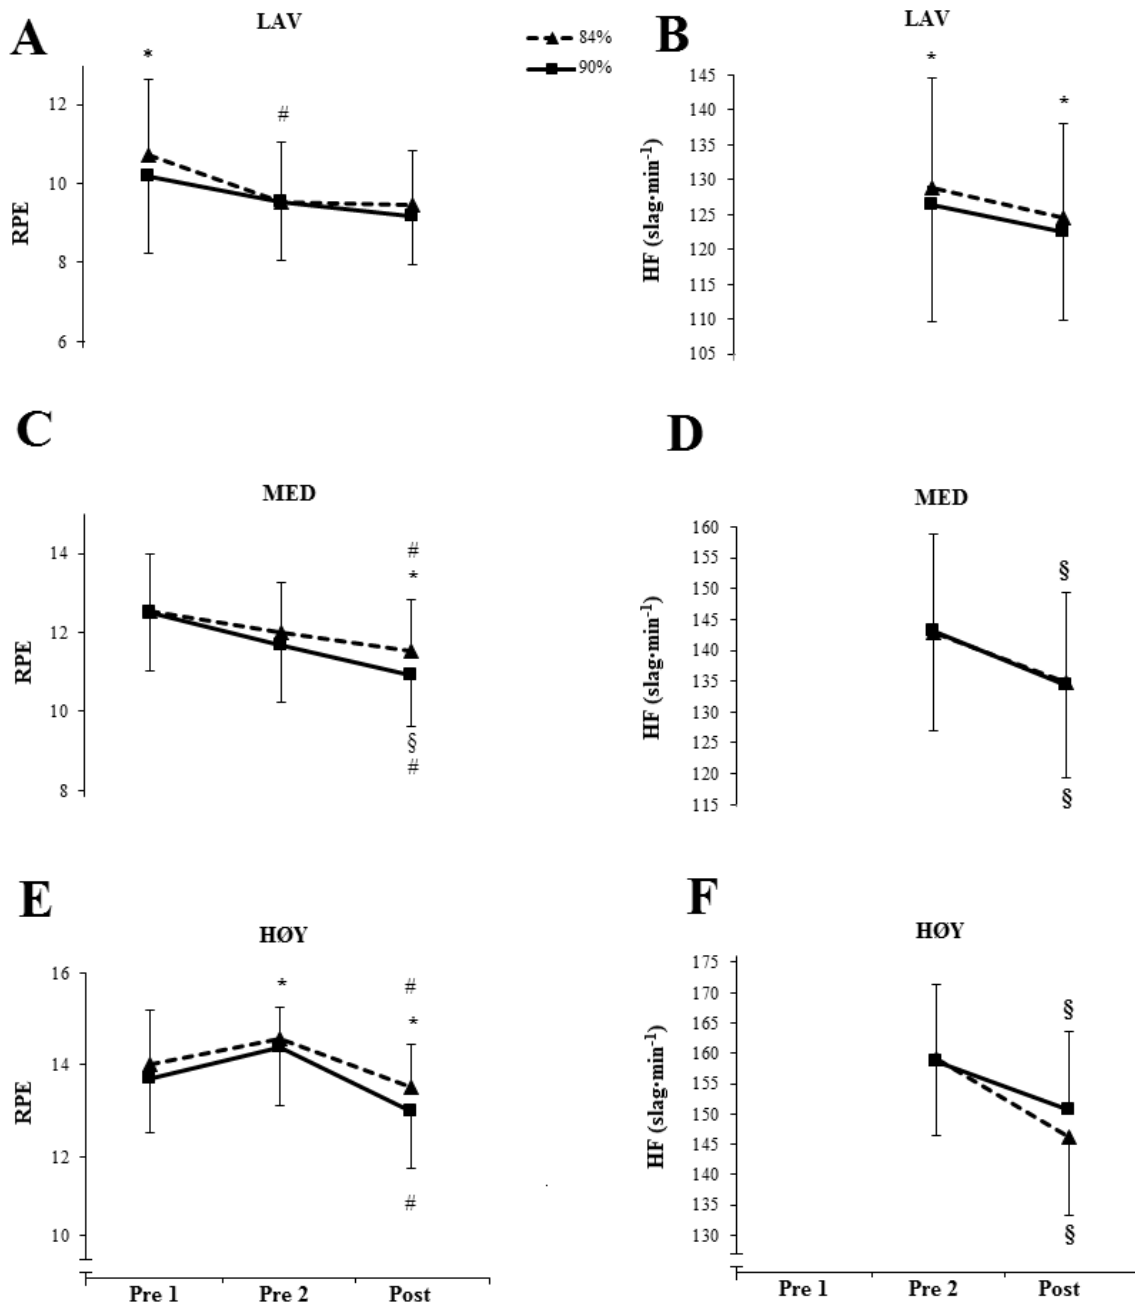 A
LAV
*
12
#
10
RPE
8
6
84%
90%
B
LAV
*
*
145
140
135
130
125
120
115
110
105
HF (slag·min⁻¹)
C
MED
14
12
10
8
RPE
#
*
§
#
D
MED
160
155
150
145
140
135
130
125
120
115
HF (slag·min⁻¹)
§
§
E
HØY
16
14
12
10
RPE
*
#
*
#
Pre 1 Pre 2 Post
F
HØY
175
170
165
160
155
150
145
140
135
130
HF (slag·min⁻¹)
§
§
Pre 1 Pre 2 Post